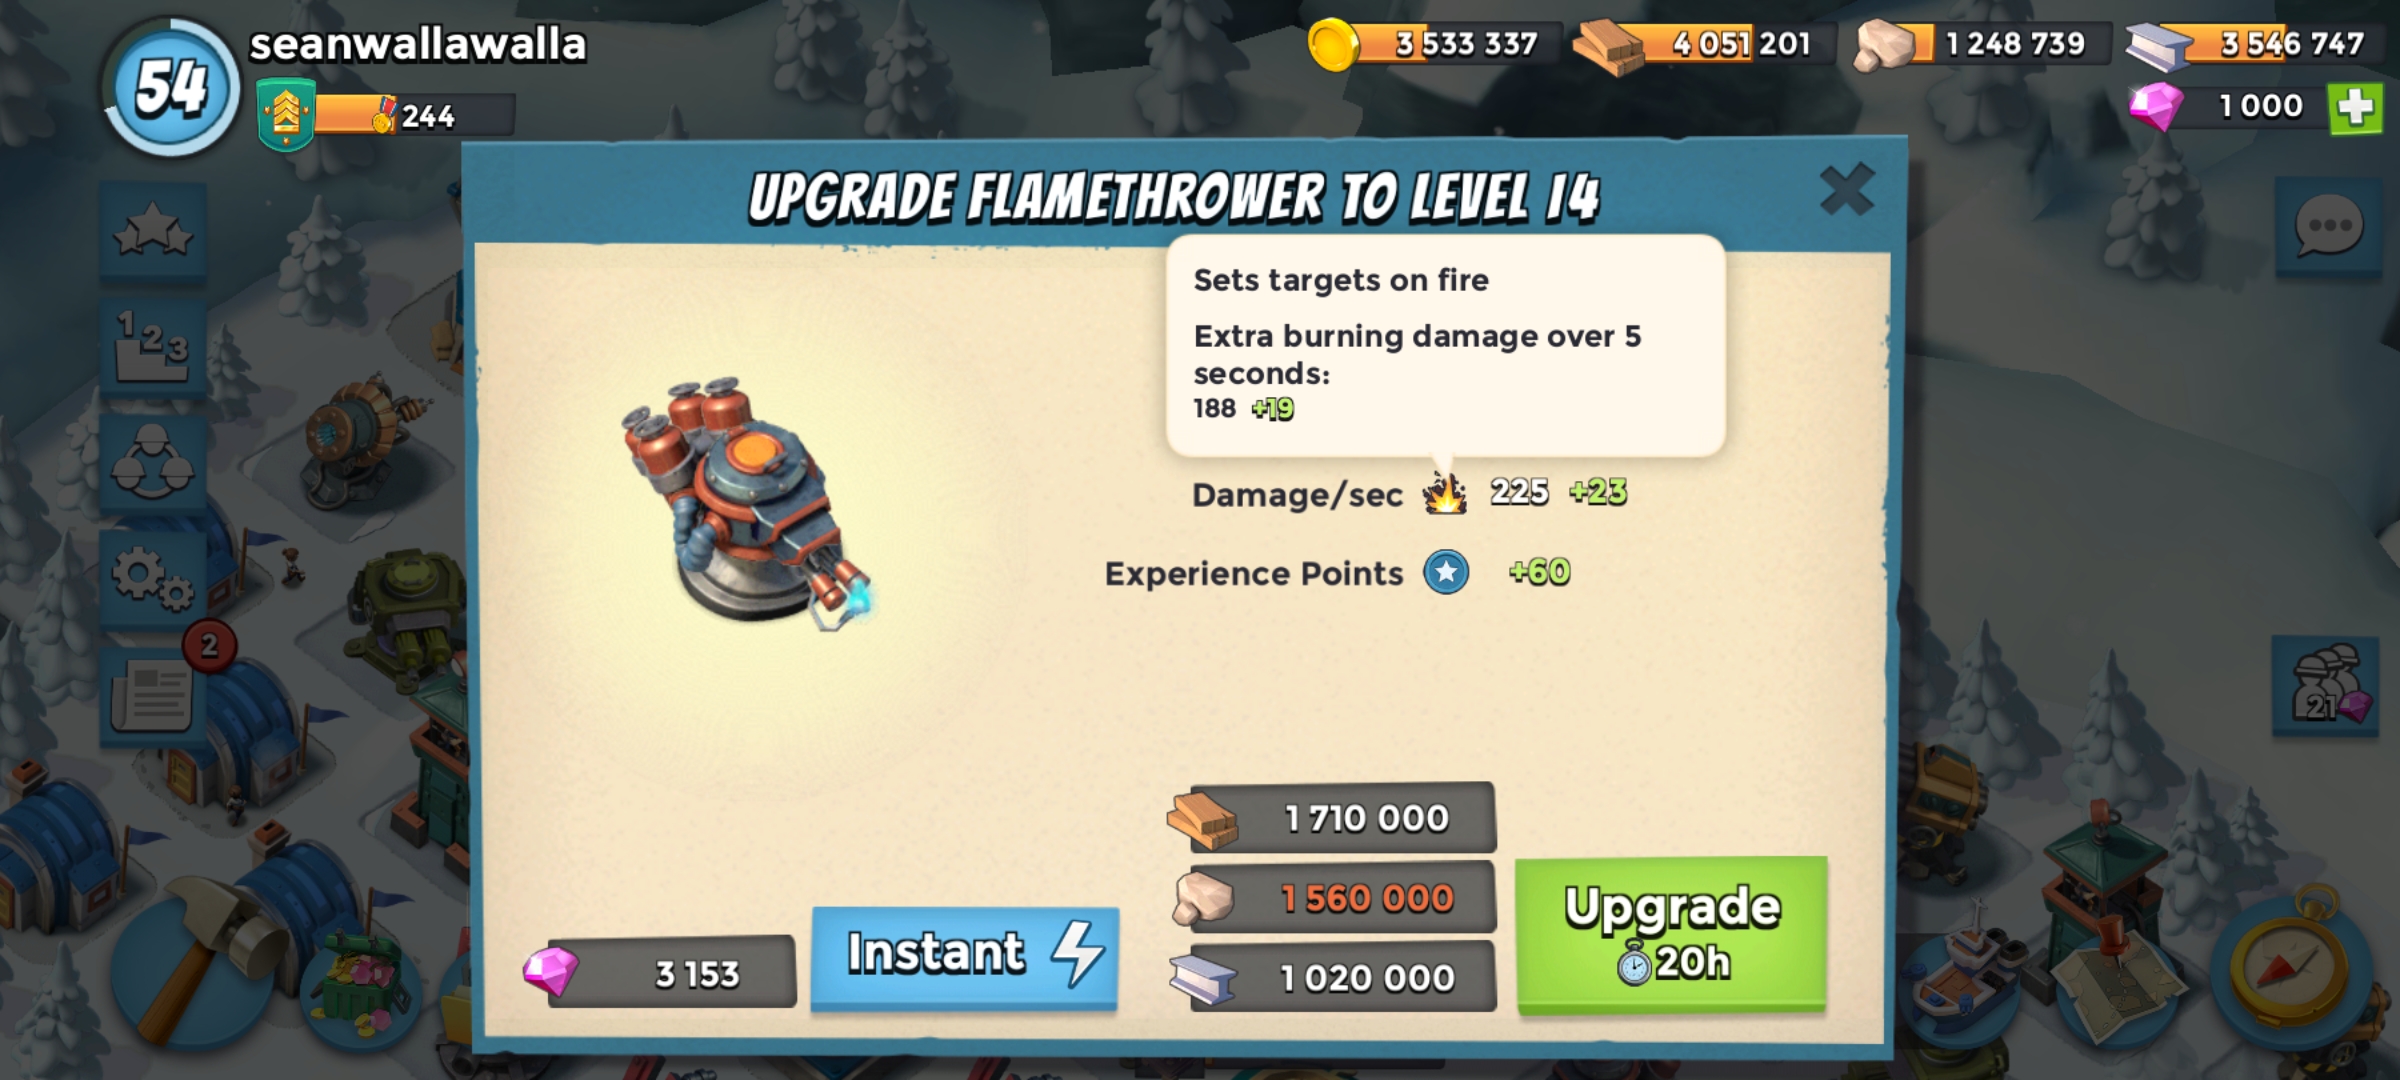 54
seanwallawalla
244
3 533 337
4 051 201
1 248 739
3 546 747
1 000
UPGRADE FLAMETHROWER TO LEVEL 14
Sets targets on fire
Extra burning damage over 5
seconds:
188 +19
Damage/sec 225 +23
Experience Points +60
1 2 3
2
21
1 710 000
1 560 000
1 020 000
3 153
Instant
Upgrade
20h